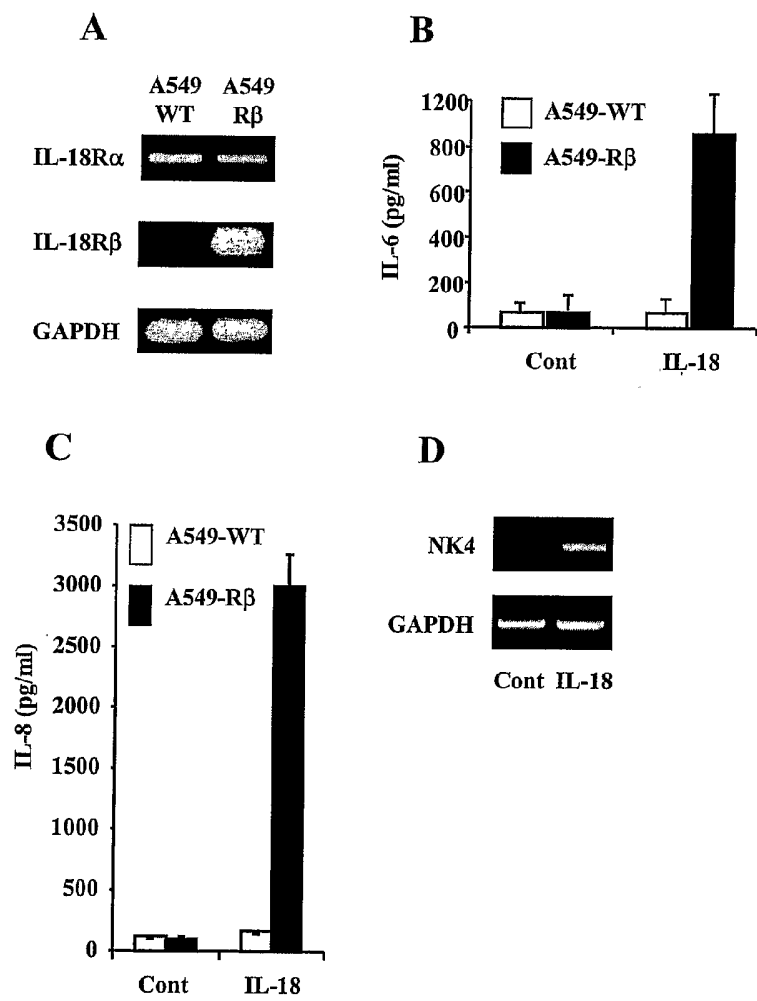 A
A549 WT
A549 Rβ
IL-18Rα
IL-18Rβ
GAPDH
B
1200
800
600
400
200
0
IL-6 (pg/ml)
A549-WT
A549-Rβ
Cont
IL-18
C
3500
3000
2500
2000
1500
1000
500
0
IL-8 (pg/ml)
A549-WT
A549-Rβ
Cont
IL-18
D
NK4
GAPDH
Cont IL-18